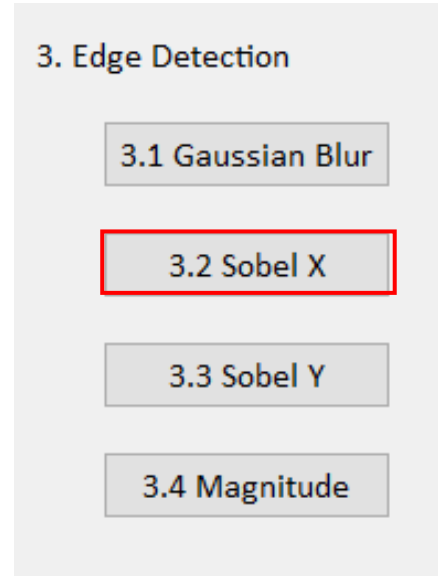 3. Edge Detection
3.1 Gaussian Blur
3.2 Sobel X
3.3 Sobel Y
3.4 Magnitude